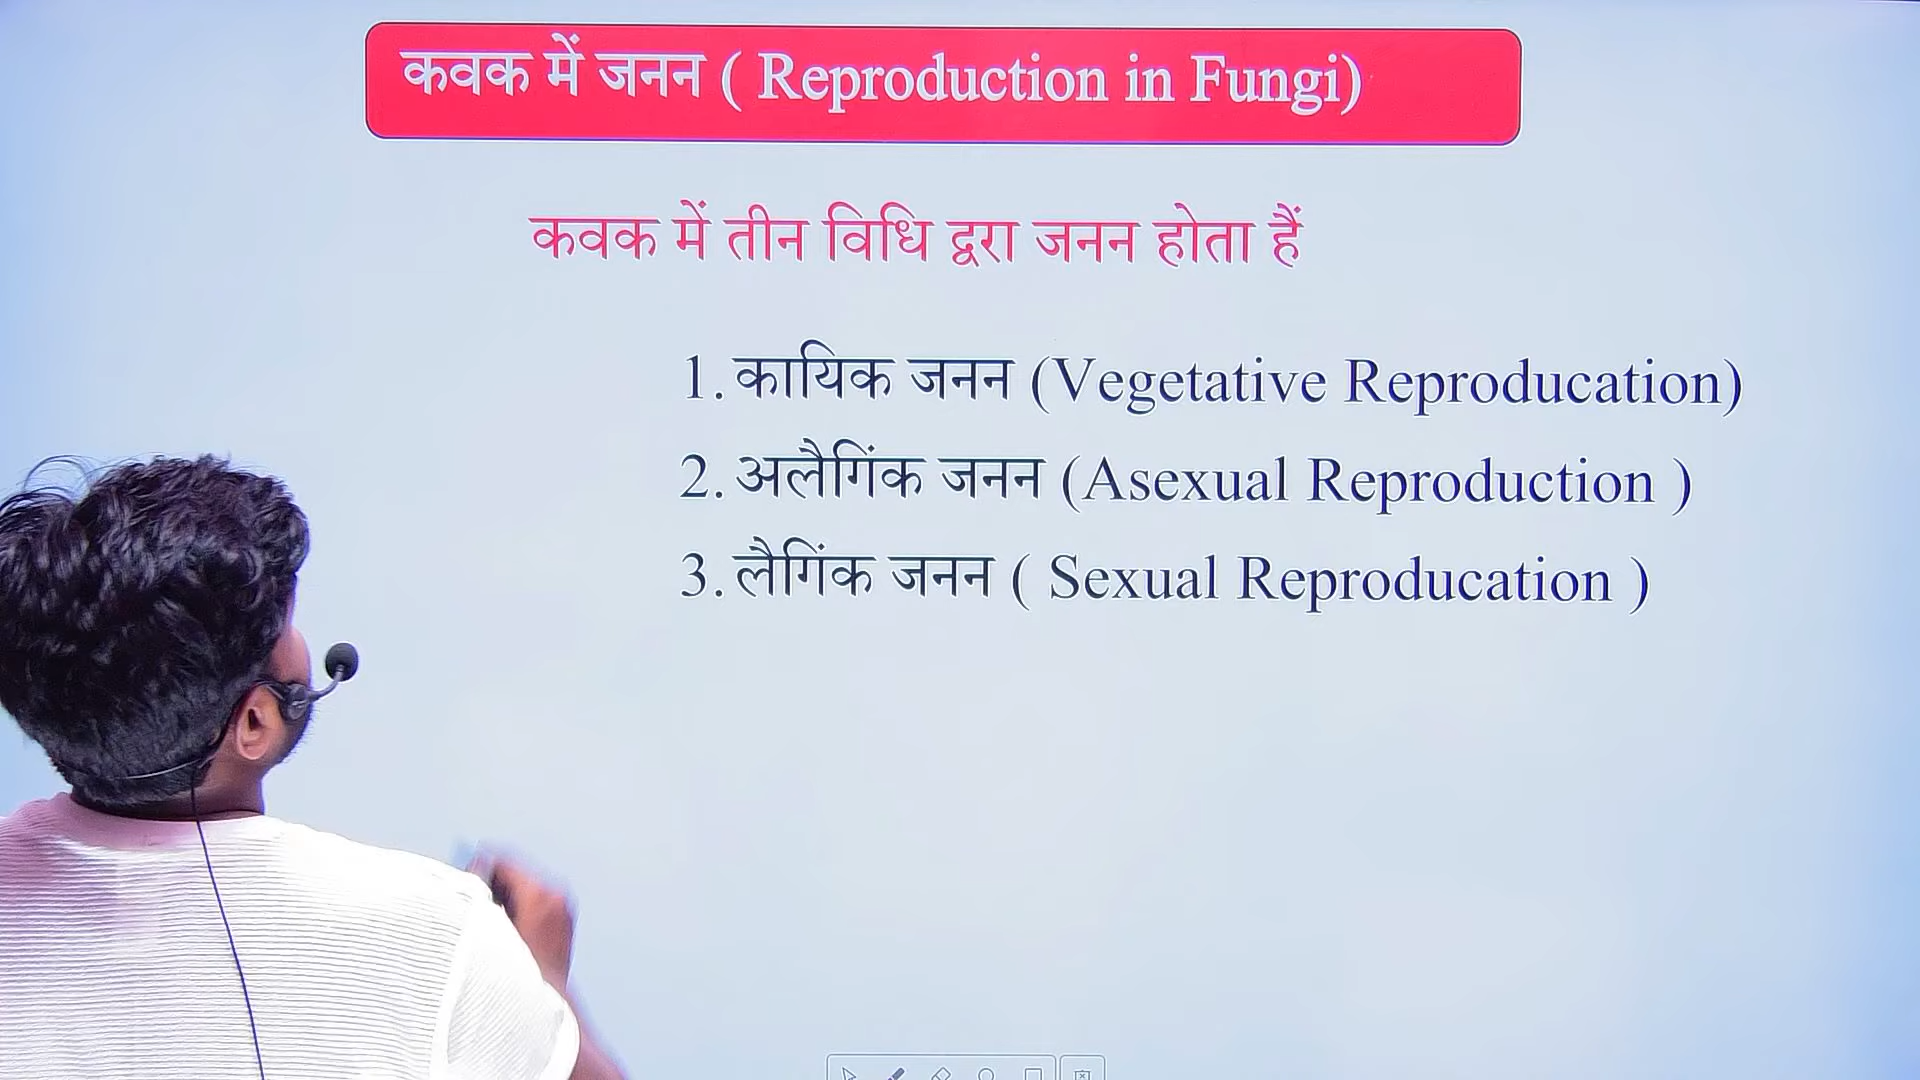 कवक में जनन ( Reproduction in Fungi)
कवक में तीन विधि द्वरा जनन होता हैं
1. कायिक जनन (Vegetative Reproducation)
2. अलैगिंक जनन (Asexual Reproduction )
3. लैगिंक जनन ( Sexual Reproducation )